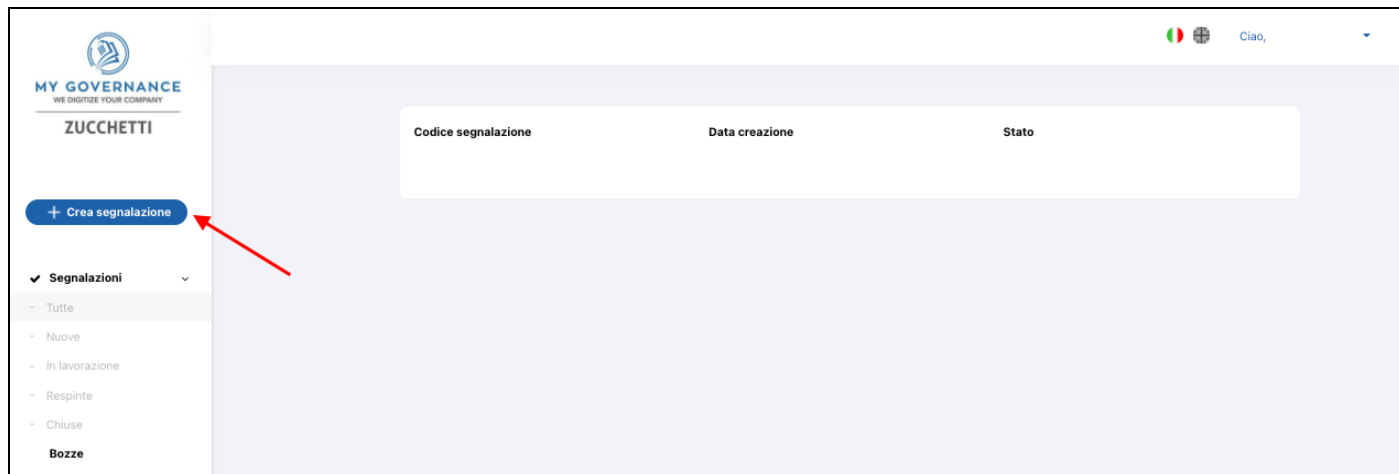 MY GOVERNANCE
WE DIGITIZE YOUR COMPANY
ZUCCHETTI
+ Crea segnalazione
Segnalazioni
- Tutte
- Nuove
- In lavorazione
- Respinte
- Chiuse
Bozze
Ciao,
Codice segnalazione Data creazione Stato